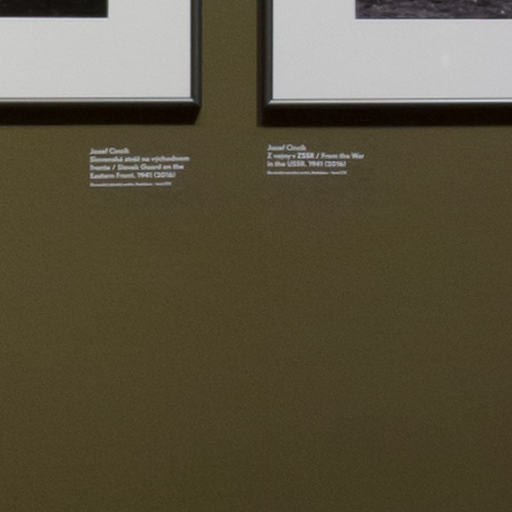 Jozef Cincík
Slovenská stráž na východnom
fronte / Slovak Guard on the
Eastern Front. 1941 (2016)
Jozef Cincík
Z vojny v ZSSR / From the War
in the USSR. 1941 (2016)